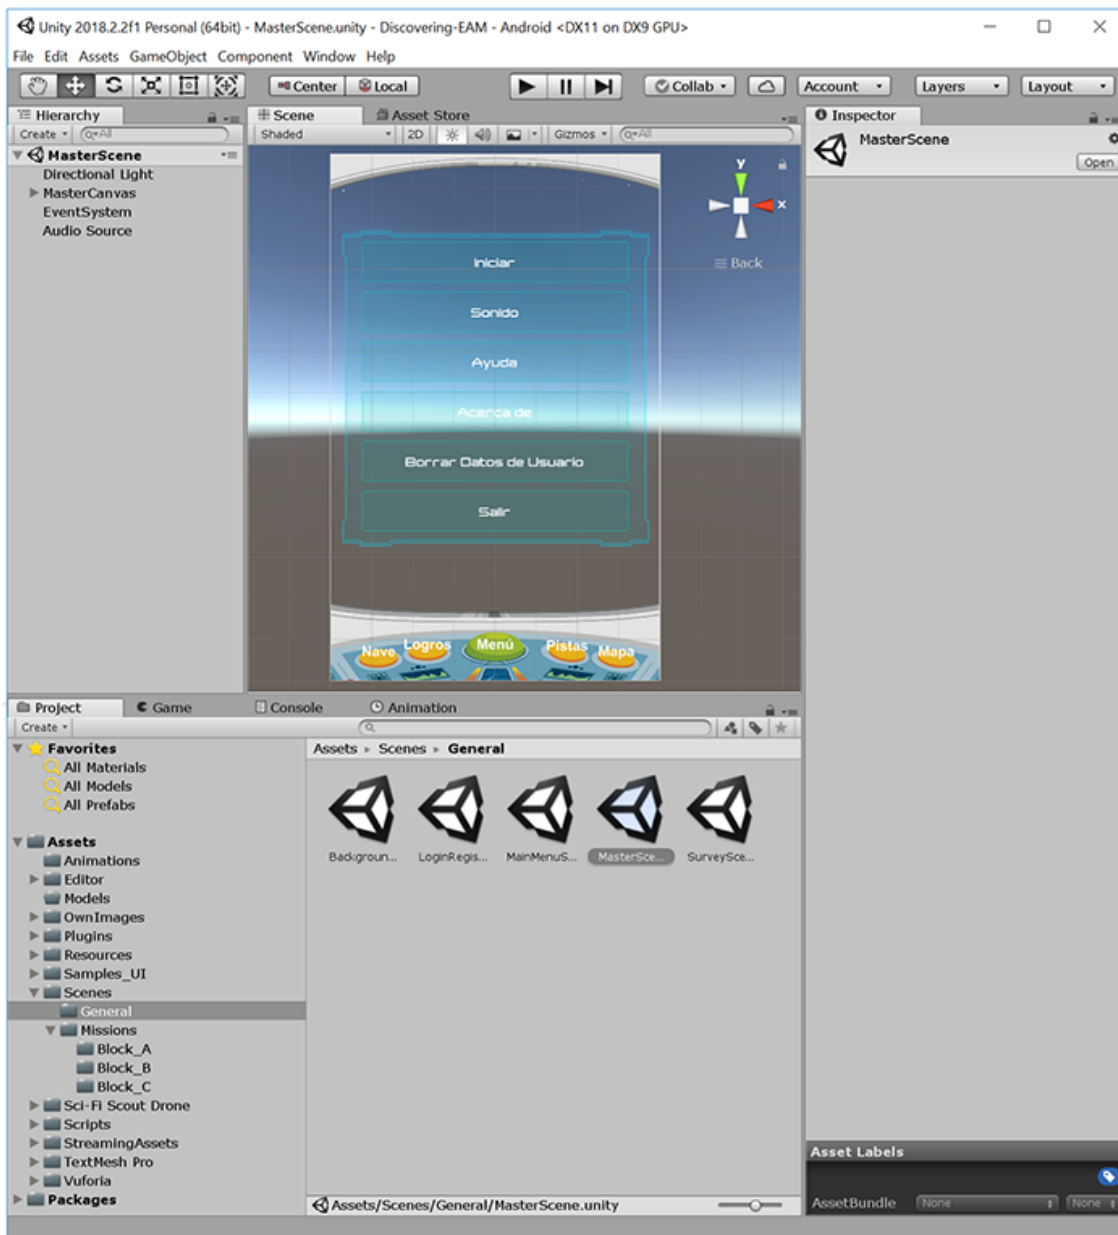 Unity 2018.2.2f1 Personal (64bit) - MasterScene.unity - Discovering-EAM - Android <DX11 on DX9 GPU>
File Edit Assets GameObject Component Window Help
Center Local Collab Account Layers Layout
Hierarchy
Create All
MasterScene
Directional Light
MasterCanvas
EventSystem
Audio Source
Scene Asset Store
Shaded 2D Gizmos All
y
x
Back
Iniciar
Sonido
Ayuda
Acerca de
Borrar Datos de Usuario
Salir
Nave Logros Menú Pistas Mapa
Inspector
MasterScene
Open
Project Game Console Animation
Create
Favorites
All Materials
All Models
All Prefabs
Assets
Animations
Editor
Models
OwnImages
Plugins
Resources
Samples_UI
Scenes
General
Missions
Block_A
Block_B
Block_C
Sci-Fi Scout Drone
Scripts
StreamingAssets
TextMesh Pro
Vuforia
Packages
Assets Scenes General
Backgroun... LoginRegis... MainMenuS... MasterSce... SurveySce...
Assets/Scenes/General/MasterScene.unity
Asset Labels
AssetBundle None None